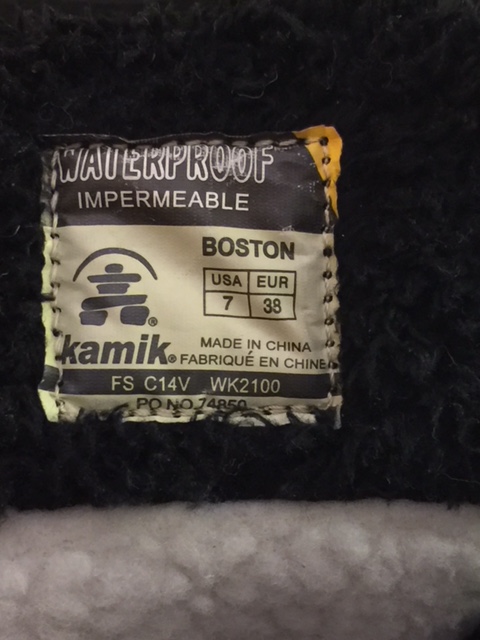 WATERPROOF
IMPERMEABLE
BOSTON
USA EUR
7 38
kamik®
MADE IN CHINA
FABRIQUÉ EN CHINE
FS C14V WK2100
PO NO.74850